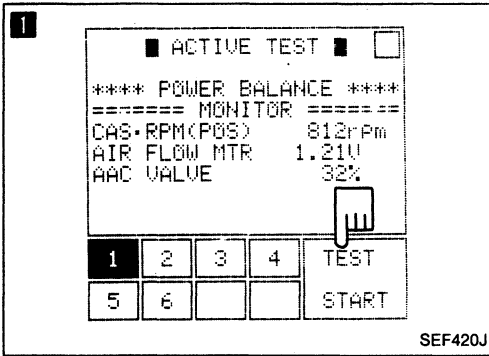 1
■ ACTIVE TEST ■
**** POWER BALANCE ****
======= MONITOR =======
CAS•RPM(POS) 812rpm
AIR FLOW MTR 1.21V
AAC VALVE 32%
1 2 3 4 TEST
5 6 START
SEF420J